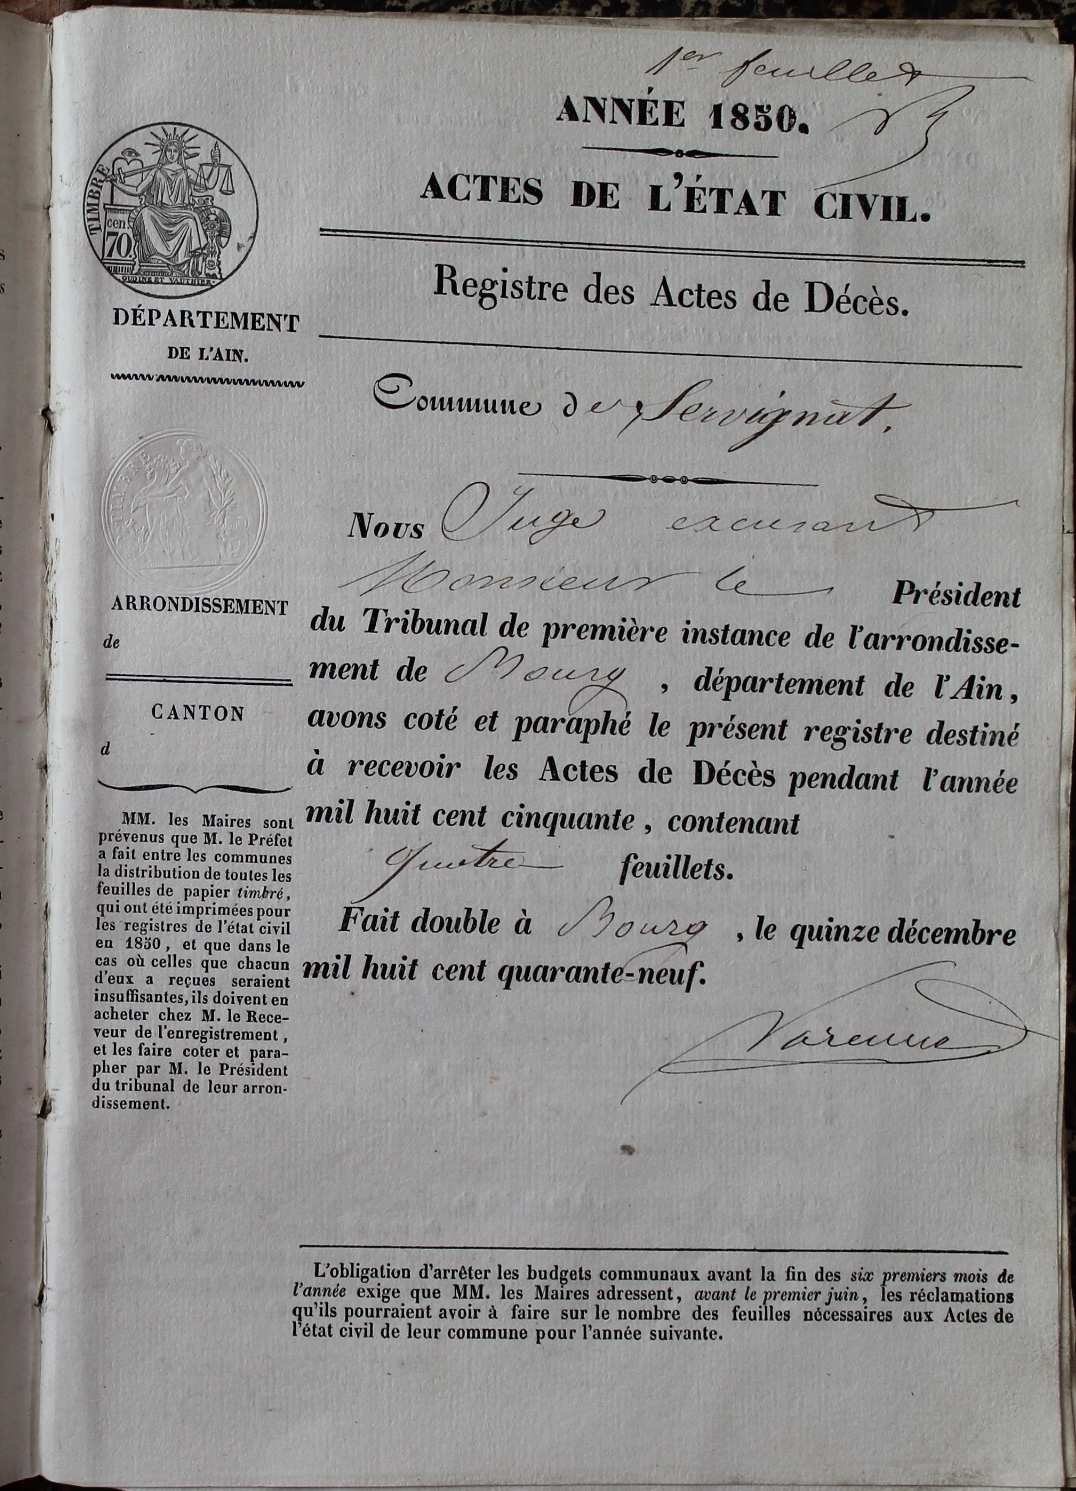 1er feuillet
ANNÉE 1850.
ACTES DE L'ÉTAT CIVIL.
TIMBRE
cen.
70.
OUDINE ET VAUTHIER
DÉPARTEMENT
DE L'AIN.
Registre des Actes de Décès.
Commune de Servignat.
TIMBRE
Nous Juge excusant
Monsieur le Président
du Tribunal de première instance de l'arrondisse-
ment de Bourg, département de l'Ain,
avons coté et paraphé le présent registre destiné
à recevoir les Actes de Décès pendant l'année
mil huit cent cinquante, contenant
quatre feuillets.
Fait double à Bourg, le quinze décembre
mil huit cent quarante-neuf.
Varenne
ARRONDISSEMENT
de
CANTON
d
MM. les Maires sont
prévenus que M. le Préfet
a fait entre les communes
la distribution de toutes les
feuilles de papier timbré,
qui ont été imprimées pour
les registres de l'état civil
en 1850, et que dans le
cas où celles que chacun
d'eux a reçues seraient
insuffisantes, ils doivent en
acheter chez M. le Rece-
veur de l'enregistrement,
et les faire coter et para-
pher par M. le Président
du tribunal de leur arron-
dissement.
L'obligation d'arrêter les budgets communaux avant la fin des six premiers mois de
l'année exige que MM. les Maires adressent, avant le premier juin, les réclamations
qu'ils pourraient avoir à faire sur le nombre des feuilles nécessaires aux Actes de
l'état civil de leur commune pour l'année suivante.